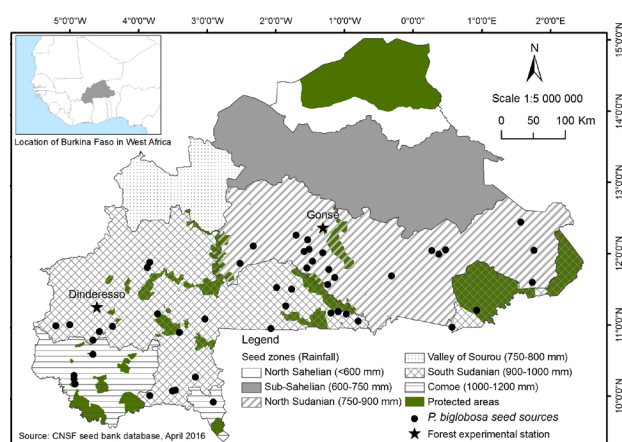 5°0'0"W
4°0'0"W
3°0'0"W
2°0'0"W
1°0'0"W
0°0'0"
1°0'0"E
2°0'0"E
15°0'0"N
14°0'0"N
13°0'0"N
12°0'0"N
11°0'0"N
10°0'0"N
Location of Burkina Faso in West Africa
N
Scale 1:5 000 000
0 50 100 Km
Gonsé
Dinderesso
Legend
Seed zones (Rainfall)
North Sahelian (<600 mm)
Sub-Sahelian (600-750 mm)
North Sudanian (750-900 mm)
Valley of Sourou (750-800 mm)
South Sudanian (900-1000 mm)
Comoe (1000-1200 mm)
Protected areas
P. biglobosa seed sources
Forest experimental station
Source: CNSF seed bank database, April 2016